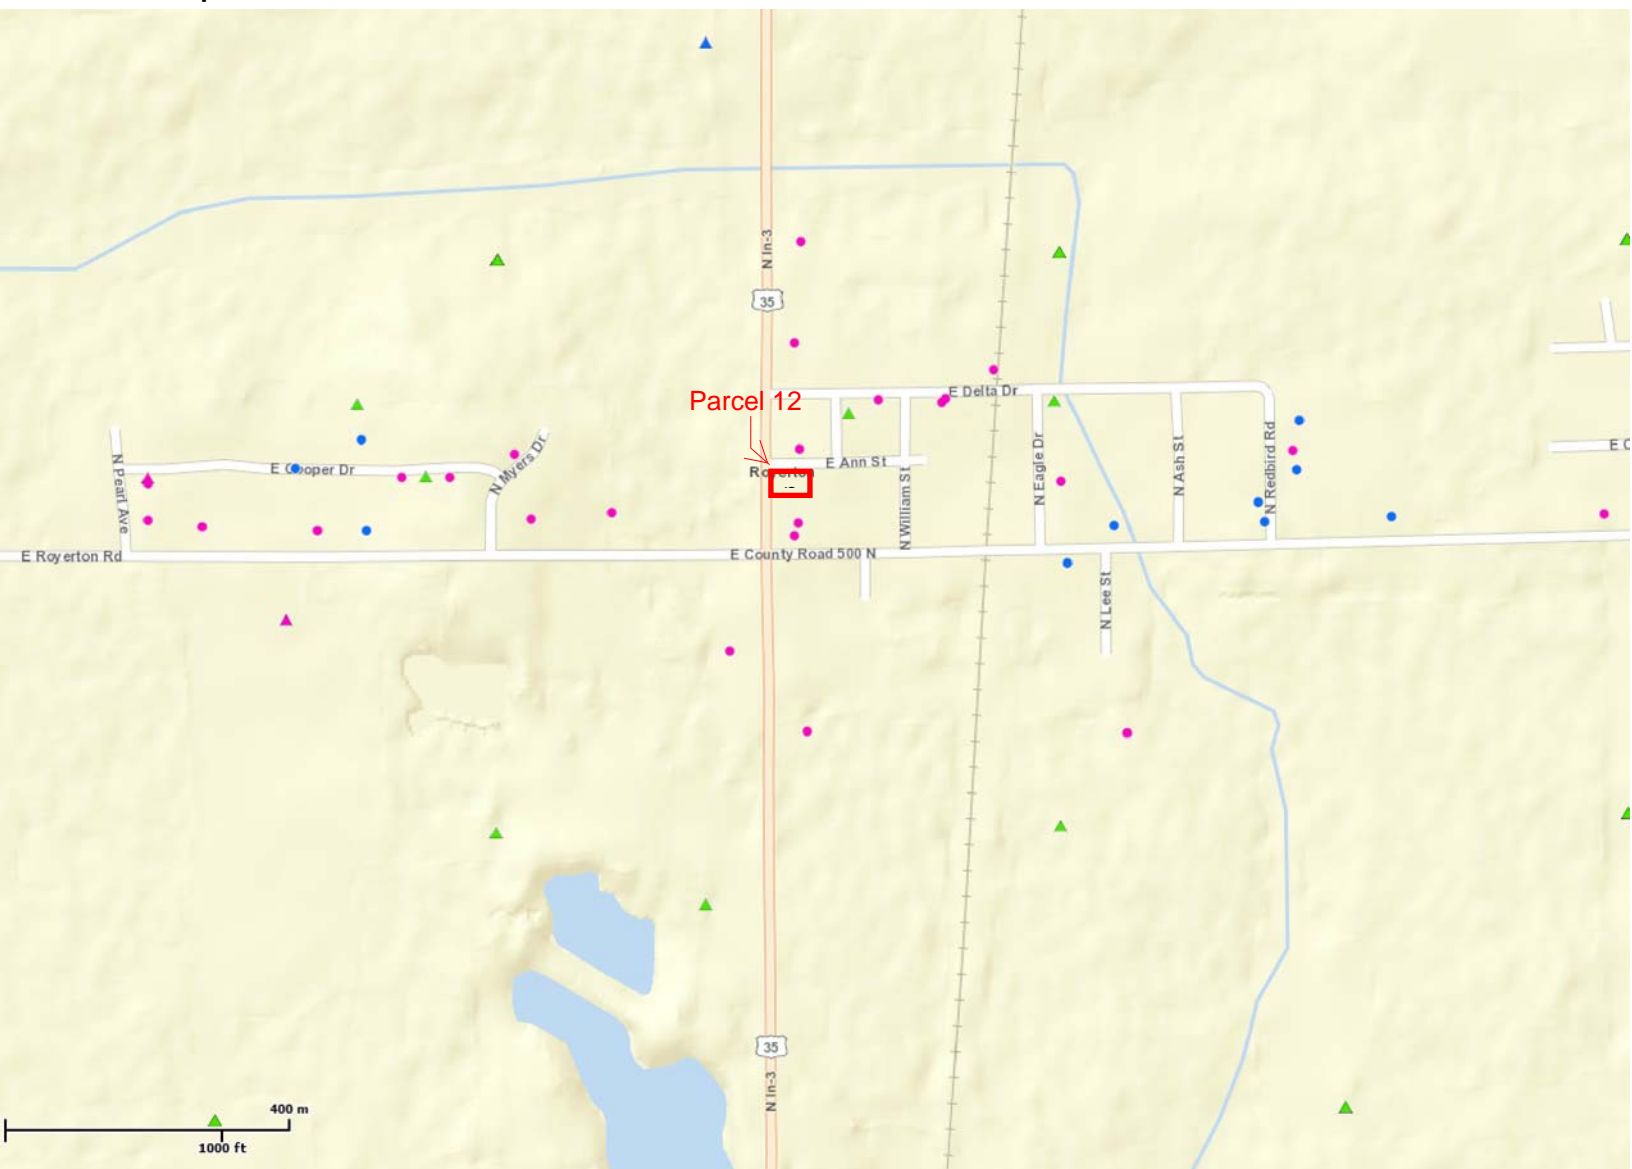 N In-3
35
E Delta Dr
Parcel 12
E Ann St
E Cooper Dr
N Myers Dr
N Pearl Ave
N William St
N Eagle Dr
N Ash St
N Redbird Rd
E Royerton Rd
E County Road 500 N
N Lee St
35
N In-3
400 m
1000 ft